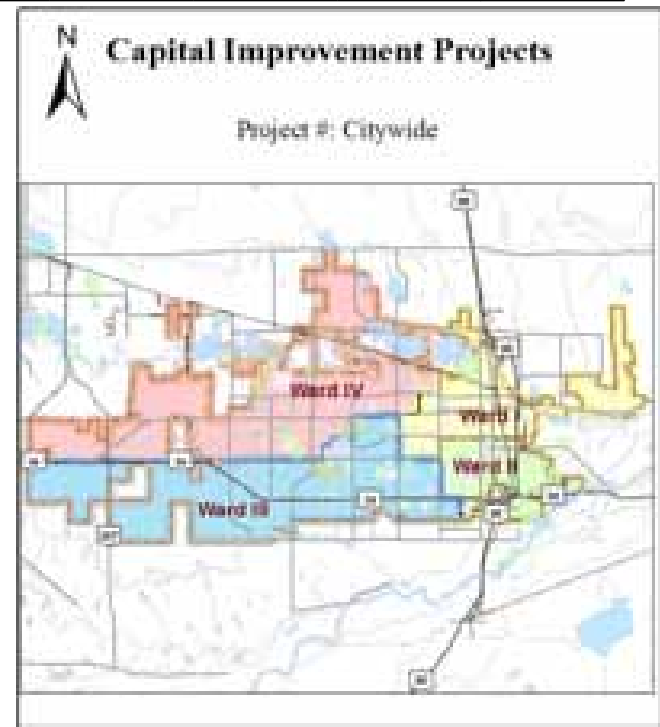 N
Capital Improvement Projects
Project #: Citywide
Ward IV
Ward I
Ward II
Ward III